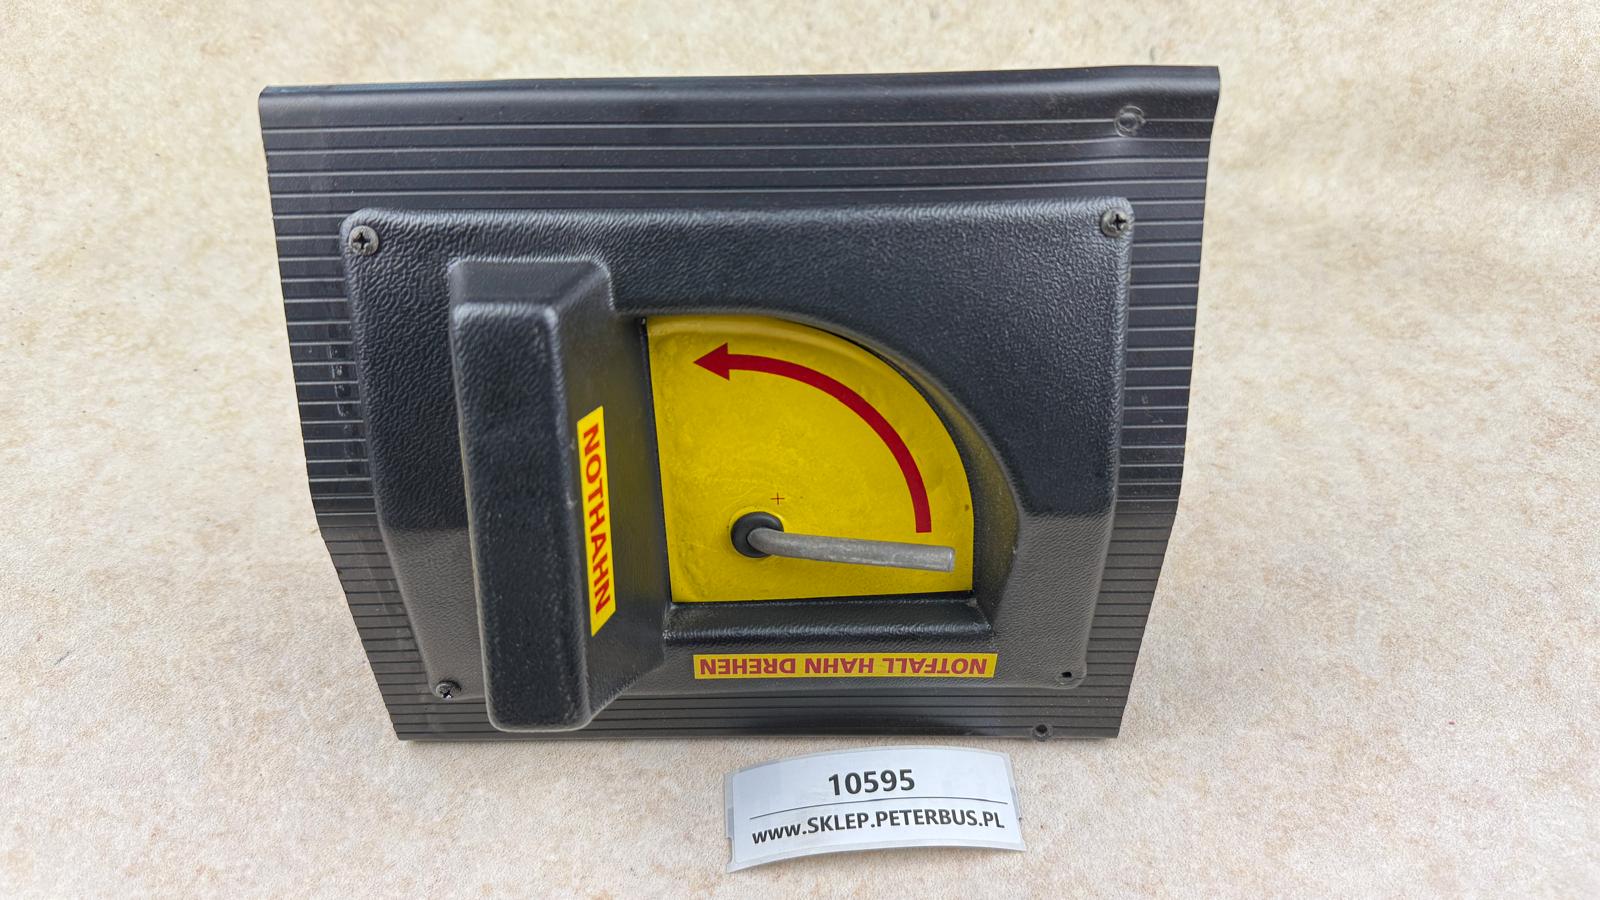 NOTHAHN
NOTFALL HAHN DREHEN
10595
www.SKLEP.PETERBUS.PL